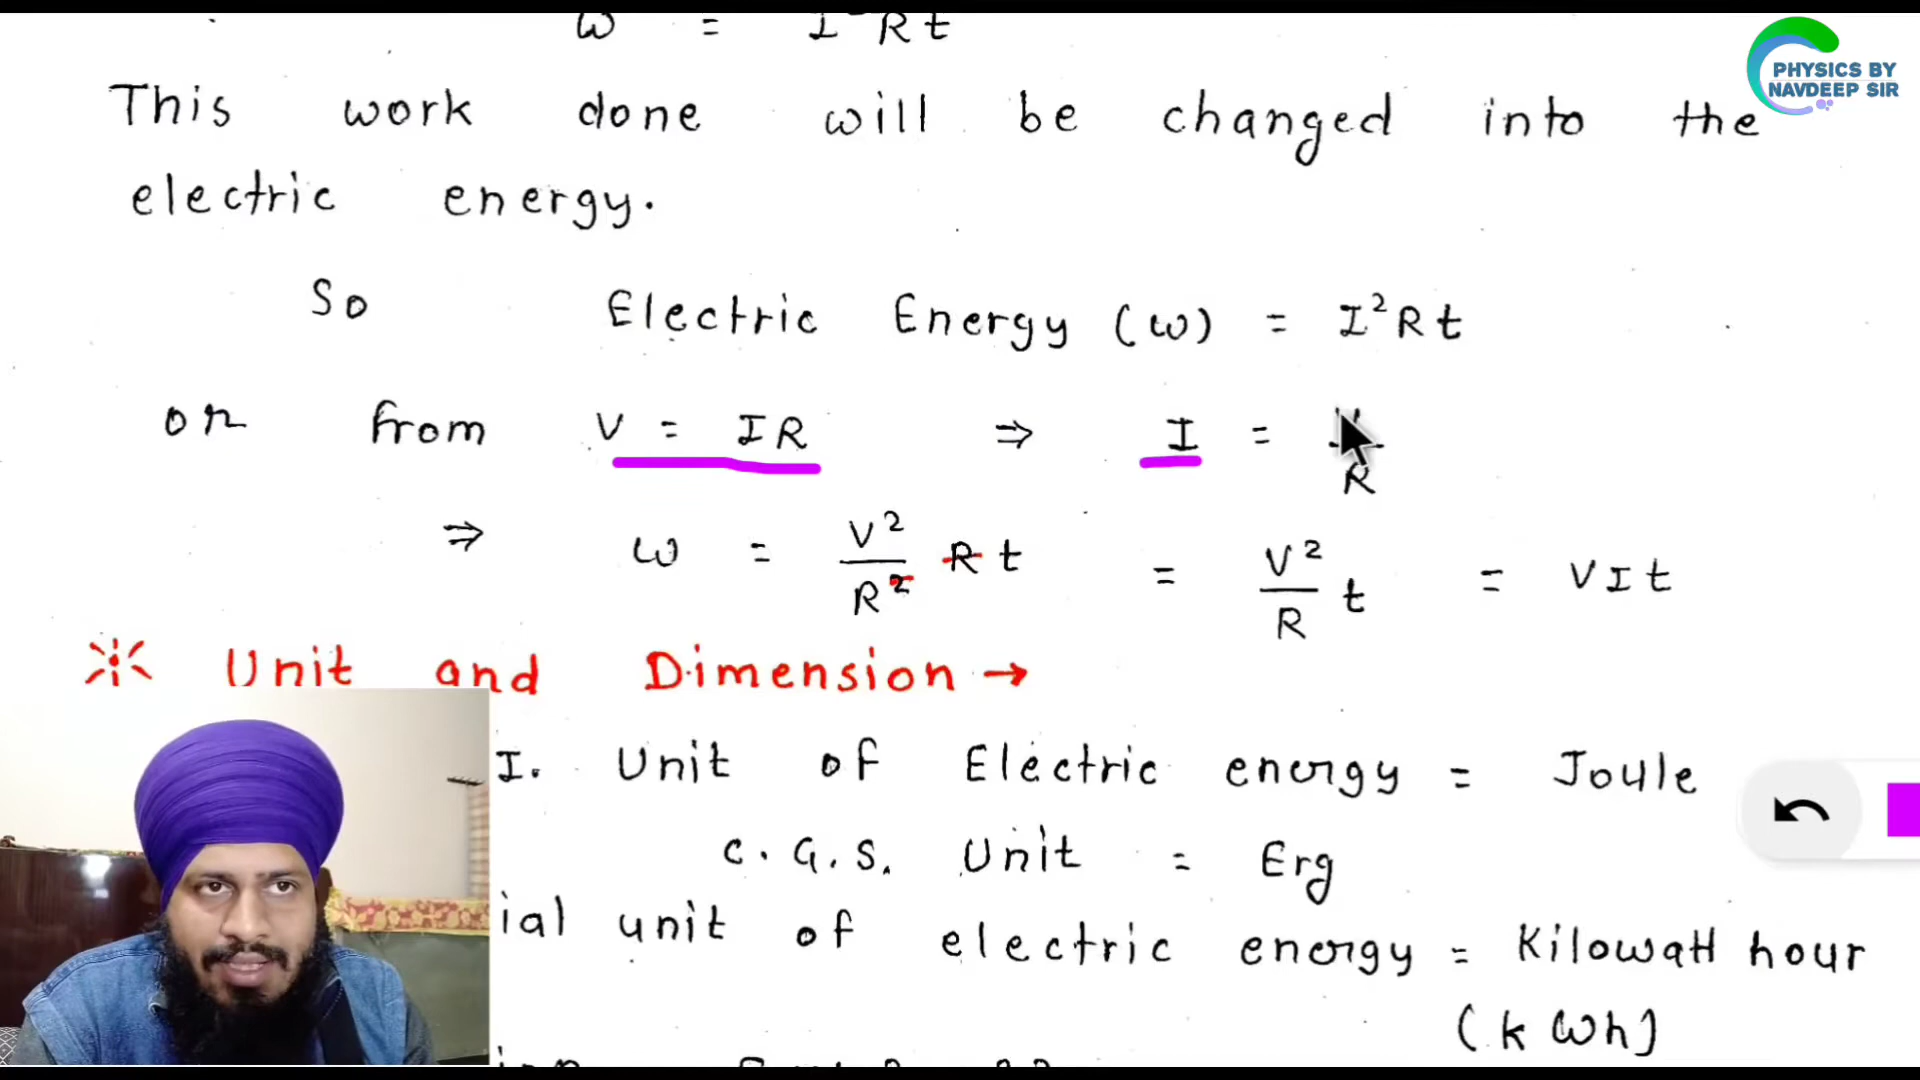 W = I²Rt
PHYSICS BY
NAVDEEP SIR
This work done will be changed into the
electric energy.
So Electric Energy (W) = I²Rt
or from V = IR ⇒ I = V/R
⇒ W = V²/R² Rt = V²/R t = VIt
Unit and Dimension →
I. Unit of Electric energy = Joule
C.G.S. Unit = Erg
ial unit of electric energy = Kilowatt hour
(kWh)